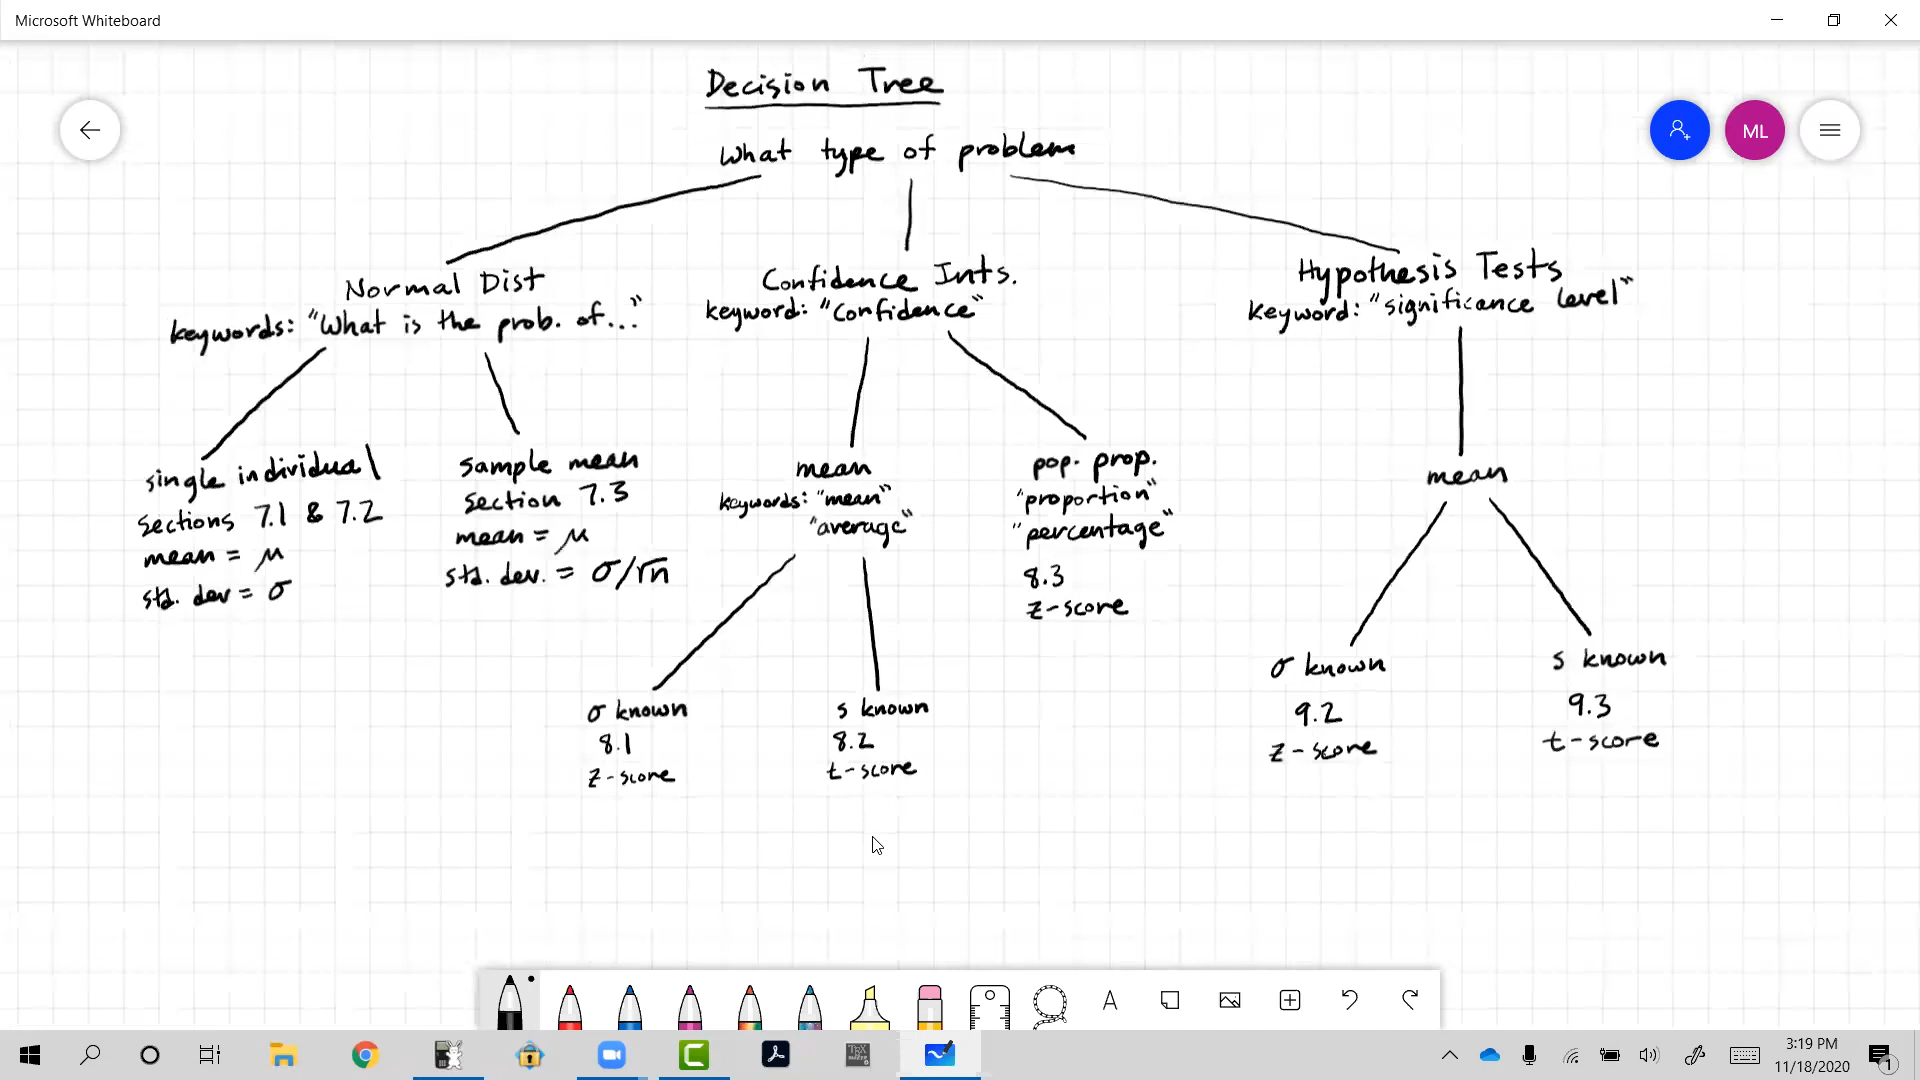 Microsoft Whiteboard
Decision Tree
What type of problem
ML
Normal Dist
keywords: "What is the prob. of..."
Confidence Ints.
keyword: "Confidence"
Hypothesis Tests
keyword: "significance level"
single individual
sections 7.1 & 7.2
mean = μ
std. dev = σ
sample mean
section 7.3
mean = μ
std. dev. = σ/√n
mean
keywords: "mean"
"average"
pop. prop.
"proportion"
"percentage"
8.3
z-score
mean
σ known
8.1
z-score
s known
8.2
t-score
σ known
9.2
z-score
s known
9.3
t-score
A
3:19 PM
11/18/2020
1